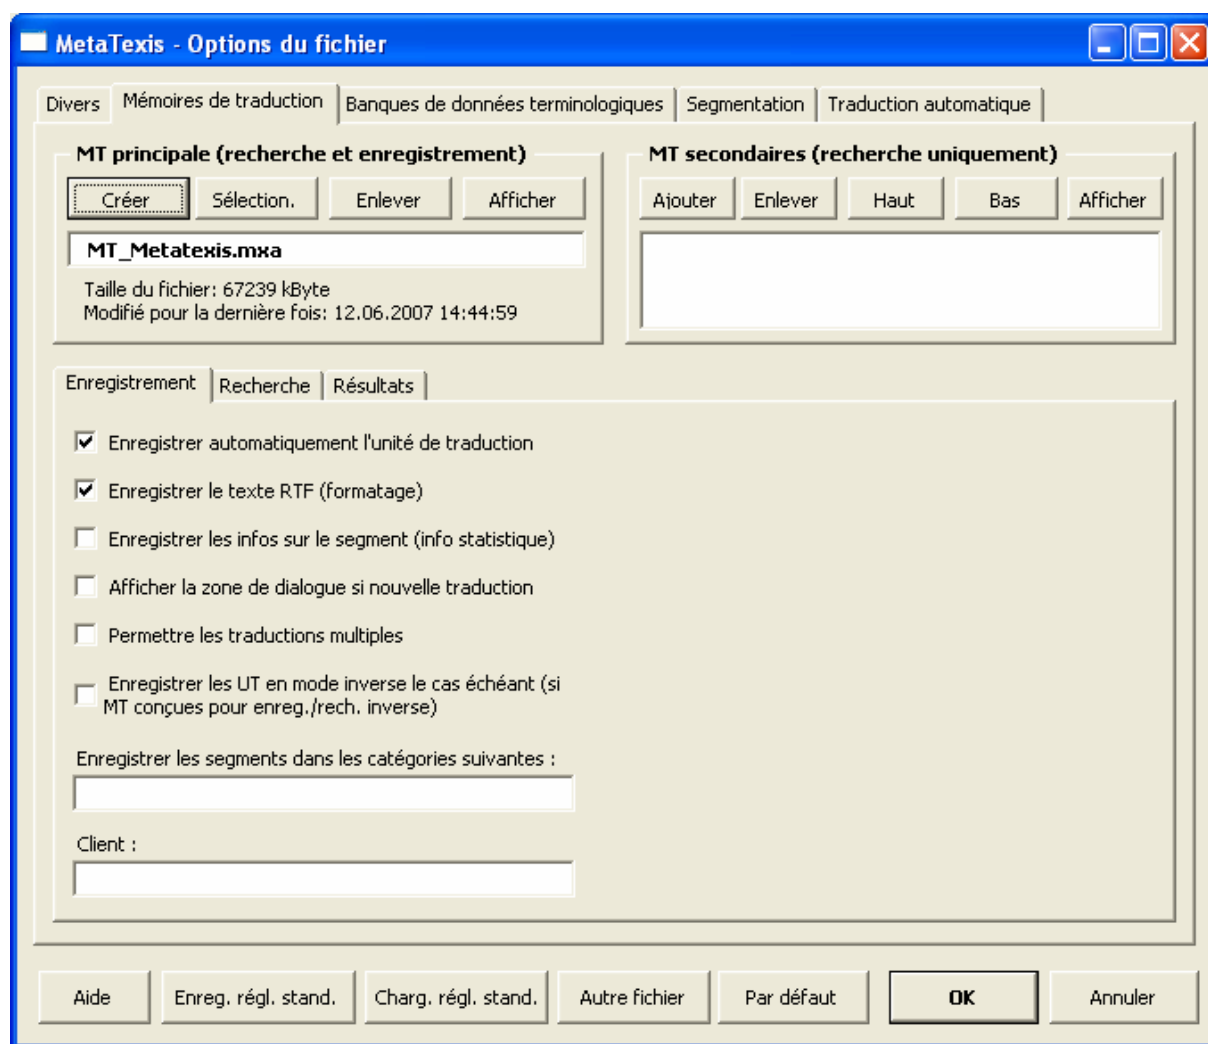 MetaTexis - Options du fichier
Divers
Mémoires de traduction
Banques de données terminologiques
Segmentation
Traduction automatique
MT principale (recherche et enregistrement)
Créer
Sélection.
Enlever
Afficher
MT_Metatexis.mxa
Taille du fichier: 67239 kByte
Modifié pour la dernière fois: 12.06.2007 14:44:59
MT secondaires (recherche uniquement)
Ajouter
Enlever
Haut
Bas
Afficher
Enregistrement
Recherche
Résultats
Enregistrer automatiquement l'unité de traduction
Enregistrer le texte RTF (formatage)
Enregistrer les infos sur le segment (info statistique)
Afficher la zone de dialogue si nouvelle traduction
Permettre les traductions multiples
Enregistrer les UT en mode inverse le cas échéant (si
MT conçues pour enreg./rech. inverse)
Enregistrer les segments dans les catégories suivantes :
Client :
Aide
Enreg. régl. stand.
Charg. régl. stand.
Autre fichier
Par défaut
OK
Annuler